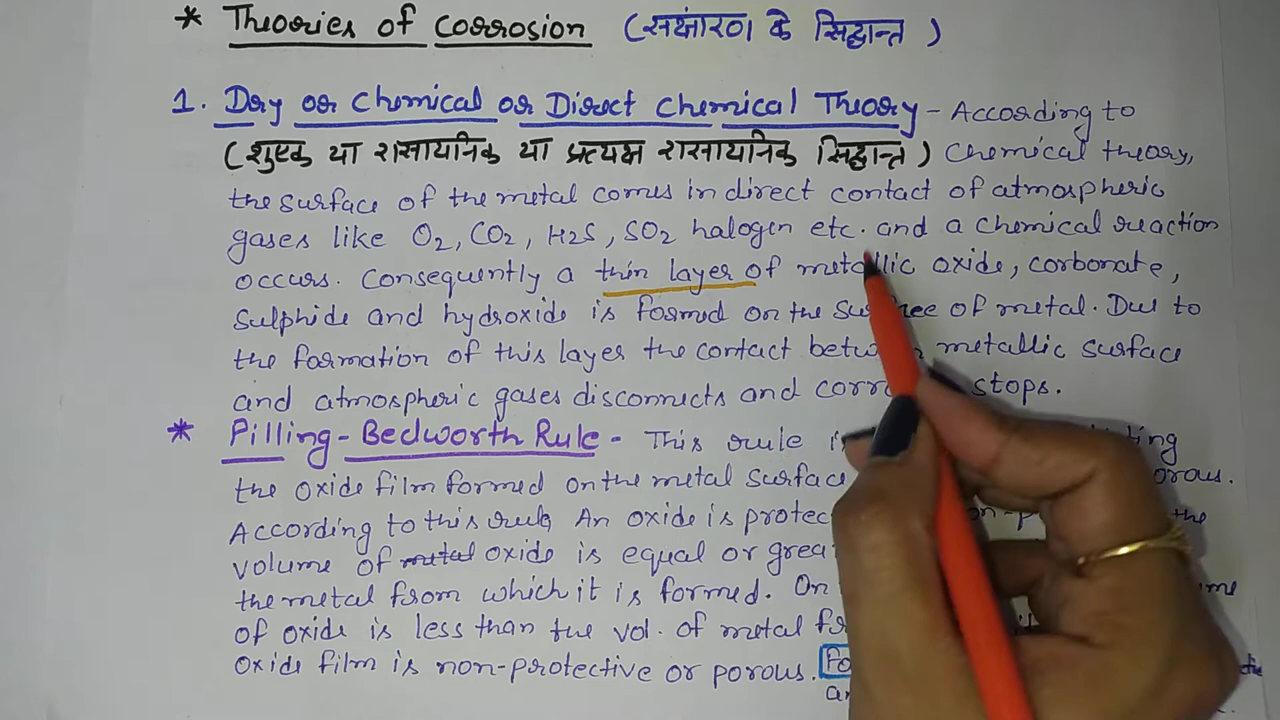 * Theories of Corrosion (संक्षारण के सिद्धान्त)
1. Dry or Chemical or Direct Chemical Theory - According to
(शुष्क या रासायनिक या प्रत्यक्ष रासायनिक सिद्धान्त) Chemical theory,
the surface of the metal comes in direct contact of atmospheric
gases like O2, CO2, H2S, SO2 halogen etc. and a chemical reaction
occurs. Consequently a thin layer of metallic oxide, corbonate,
Sulphide and hydroxide is formed on the of metal. Due to
the formation of this layer the contact metallic surface
and atmospheric gases disconnects and stops.
* Pilling-Bedworth Rule - This rule
the oxide film formed on the metal surface
According to this rule, An oxide is the
volume of metal oxide is equal or
the metal from which it is formed. On
of oxide is less than the vol. of metal
oxide film is non-protective or porous.